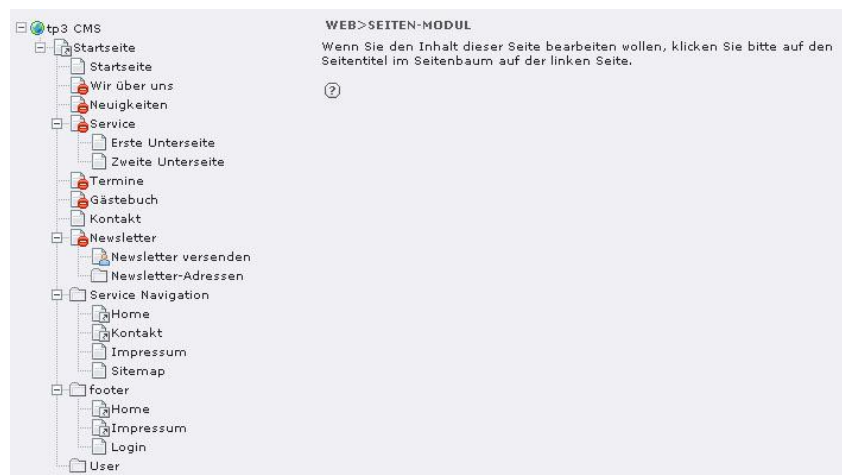 tp3 CMS
Startseite
Startseite
Wir über uns
Neuigkeiten
Service
Erste Unterseite
Zweite Unterseite
Termine
Gästebuch
Kontakt
Newsletter
Newsletter versenden
Newsletter-Adressen
Service Navigation
Home
Kontakt
Impressum
Sitemap
footer
Home
Impressum
Login
User
WEB>SEITEN-MODUL
Wenn Sie den Inhalt dieser Seite bearbeiten wollen, klicken Sie bitte auf den
Seitentitel im Seitenbaum auf der linken Seite.
?